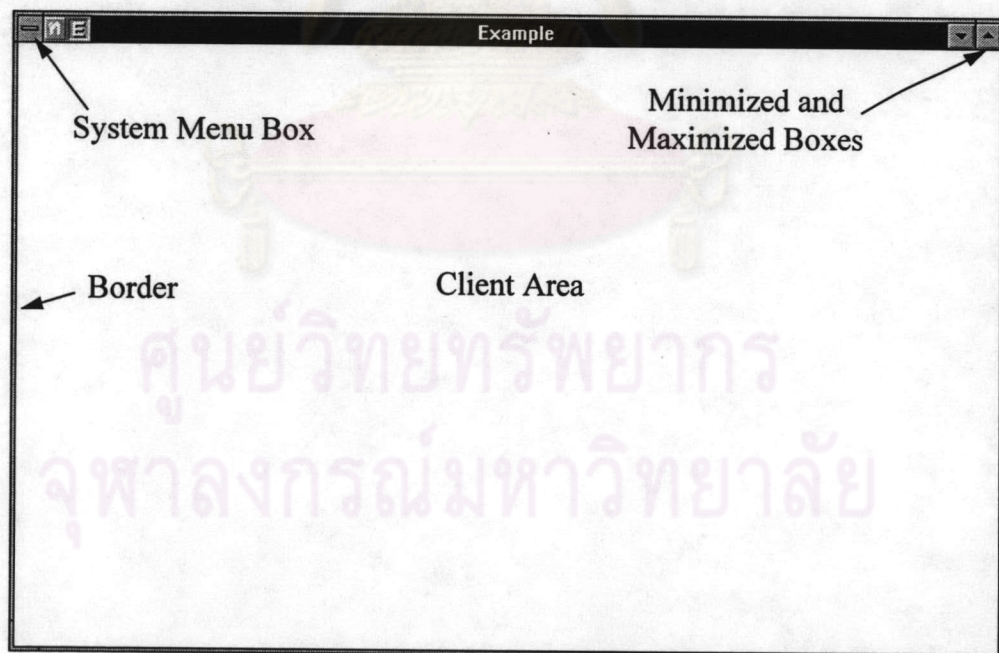 ก E
Example
System Menu Box
Minimized and
Maximized Boxes
Border
Client Area
ศูนย์วิทยทรัพยากร
จุฬาลงกรณ์มหาวิทยาลัย